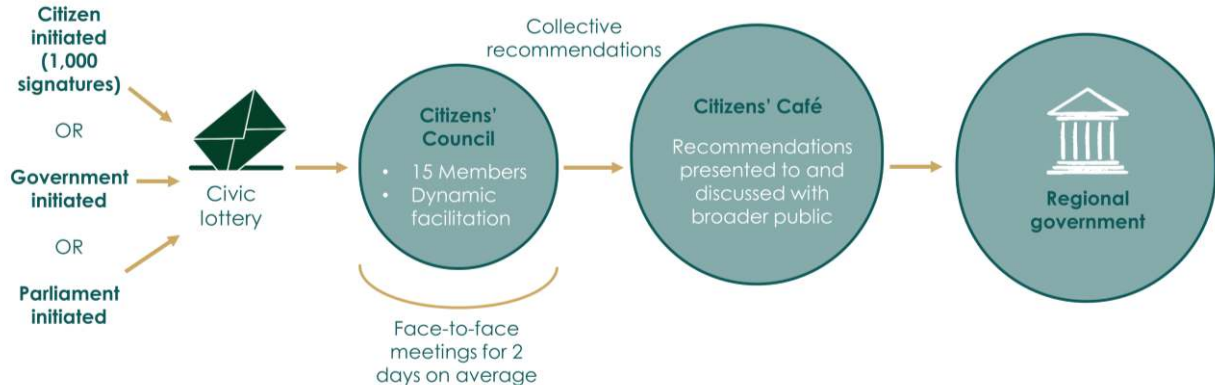 Citizen
initiated
(1,000
signatures)
OR
Government
initiated
OR
Parliament
initiated
Civic
lottery
Citizens'
Council
• 15 Members
• Dynamic
facilitation
Face-to-face
meetings for 2
days on average
Collective
recommendations
Citizens' Café
Recommendations
presented to and
discussed with
broader public
Regional
government